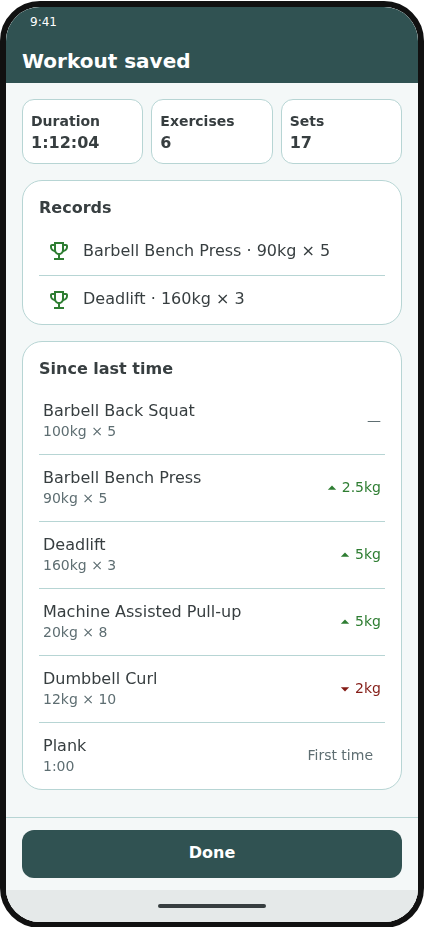 9:41
Workout saved
Duration
1:12:04
Exercises
6
Sets
17
Records
Barbell Bench Press · 90kg × 5
Deadlift · 160kg × 3
Since last time
Barbell Back Squat
100kg × 5
—
Barbell Bench Press
90kg × 5
2.5kg
Deadlift
160kg × 3
5kg
Machine Assisted Pull-up
20kg × 8
5kg
Dumbbell Curl
12kg × 10
2kg
Plank
1:00
First time
Done